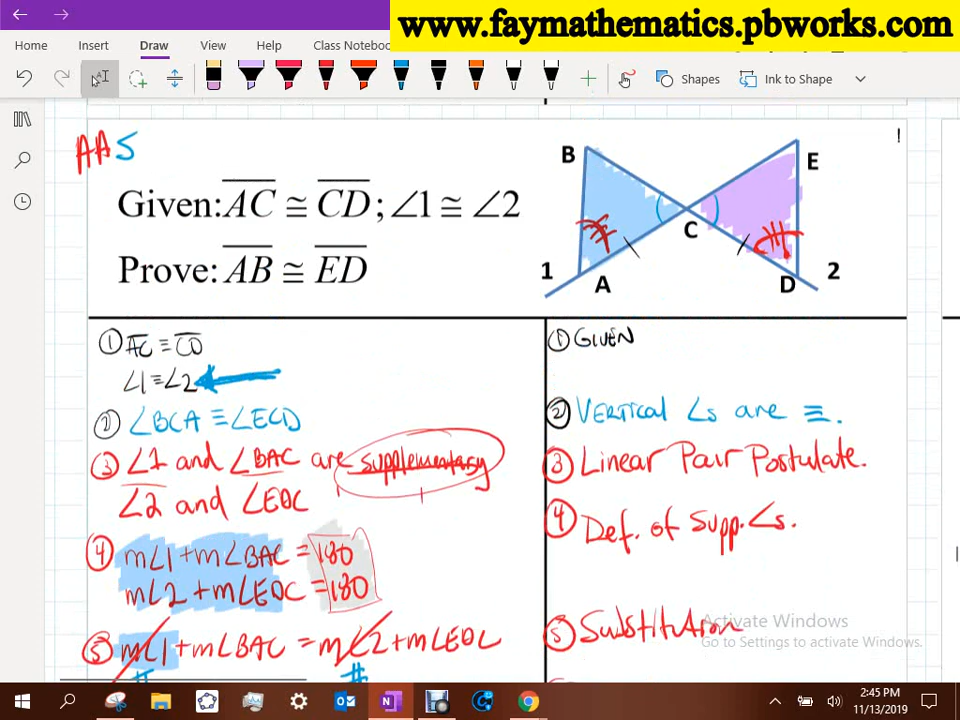 www.faymathematics.pbworks.com
Home Insert Draw View Help Class Notebo
Shapes Ink to Shape
AAS
!
B
E
Given: AC ≅ CD; ∠1 ≅ ∠2
C
Prove: AB ≅ ED
1 2
A D
① AC ≅ CD ① GIVEN
∠1 ≅ ∠2
② ∠BCA ≅ ∠ECD ② VERTICAL ∠s are ≅.
③ ∠1 and ∠BAC are supplementary ③ Linear Pair Postulate.
∠2 and ∠EDC
④ Def. of Supp. ∠s.
④ m∠1 + m∠BAC = 180
m∠2 + m∠EDC = 180
⑤ m∠1 + m∠BAC = m∠2 + m∠EDC ⑤ Substitution
Activate Windows
Go to Settings to activate Windows.
2:45 PM
11/13/2019